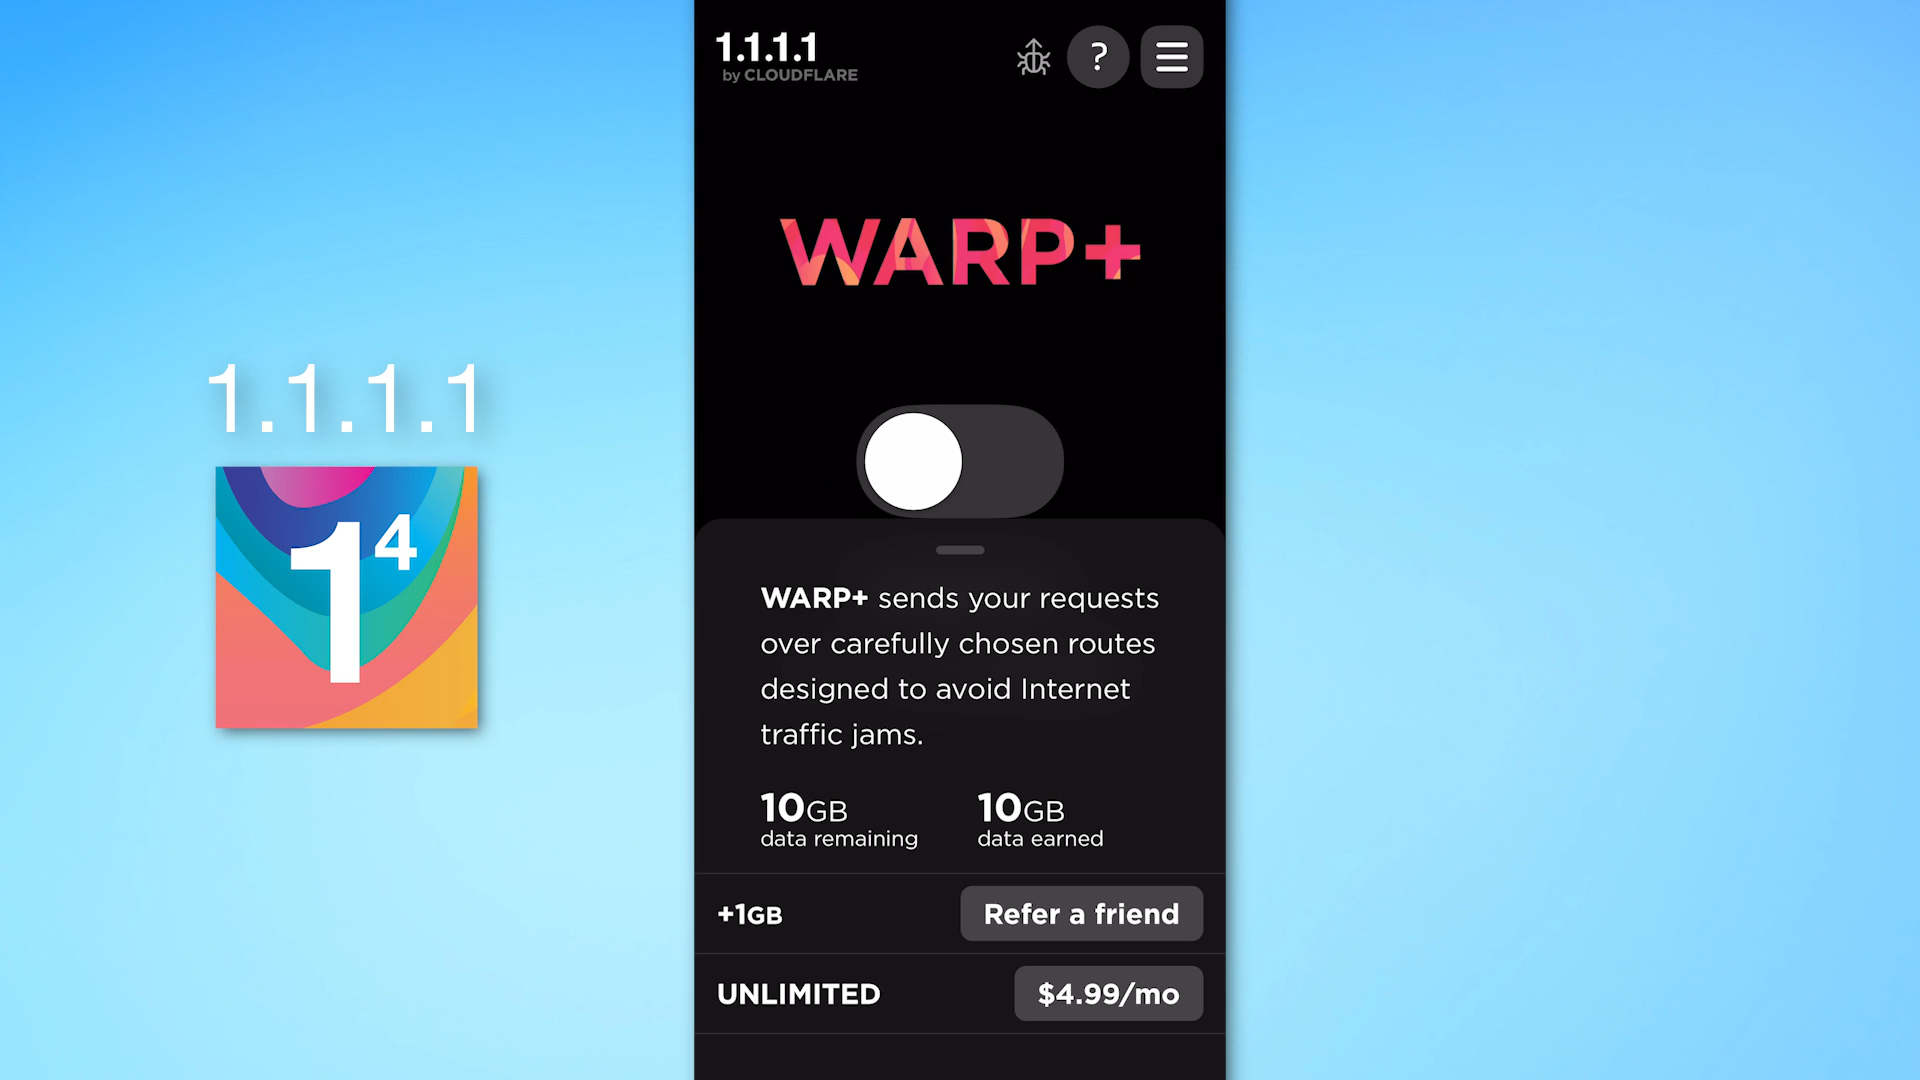 1.1.1.1
1⁴
1.1.1.1
by CLOUDFLARE
?
WARP+
WARP+ sends your requests
over carefully chosen routes
designed to avoid Internet
traffic jams.
10GB
data remaining
10GB
data earned
+1GB
Refer a friend
UNLIMITED
$4.99/mo